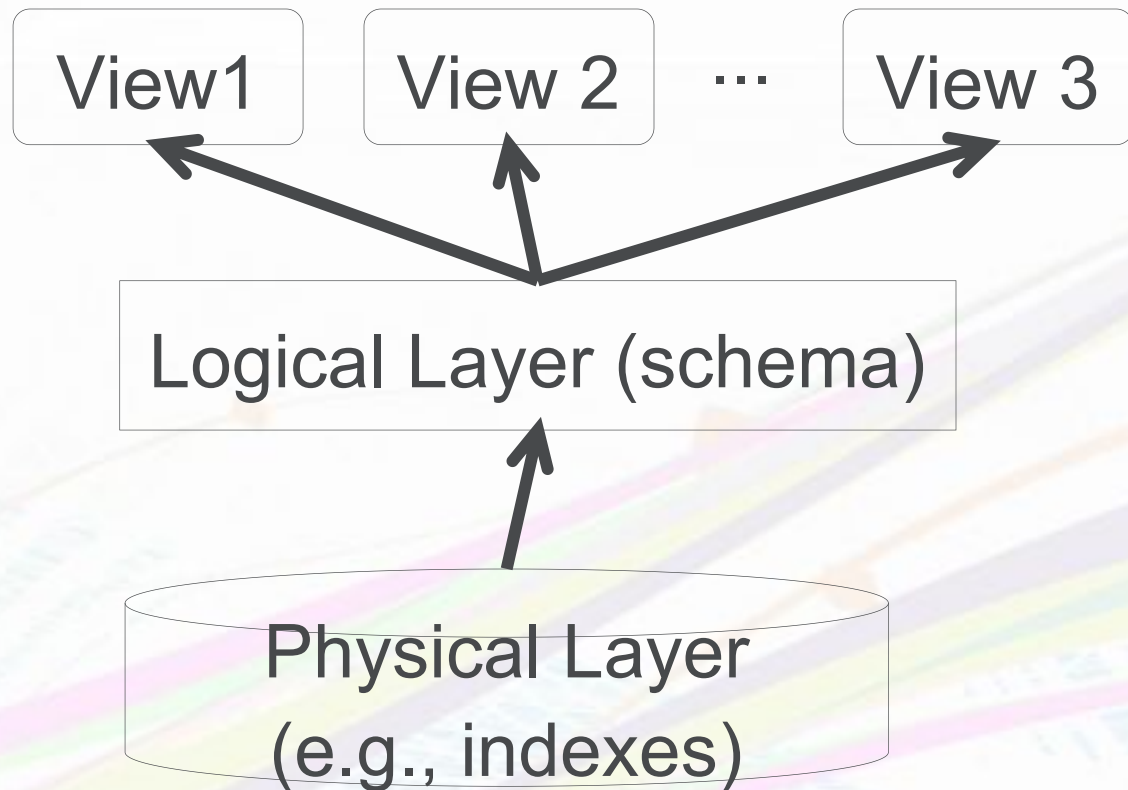 View1 View 2 ... View 3
Logical Layer (schema)
Physical Layer
(e.g., indexes)